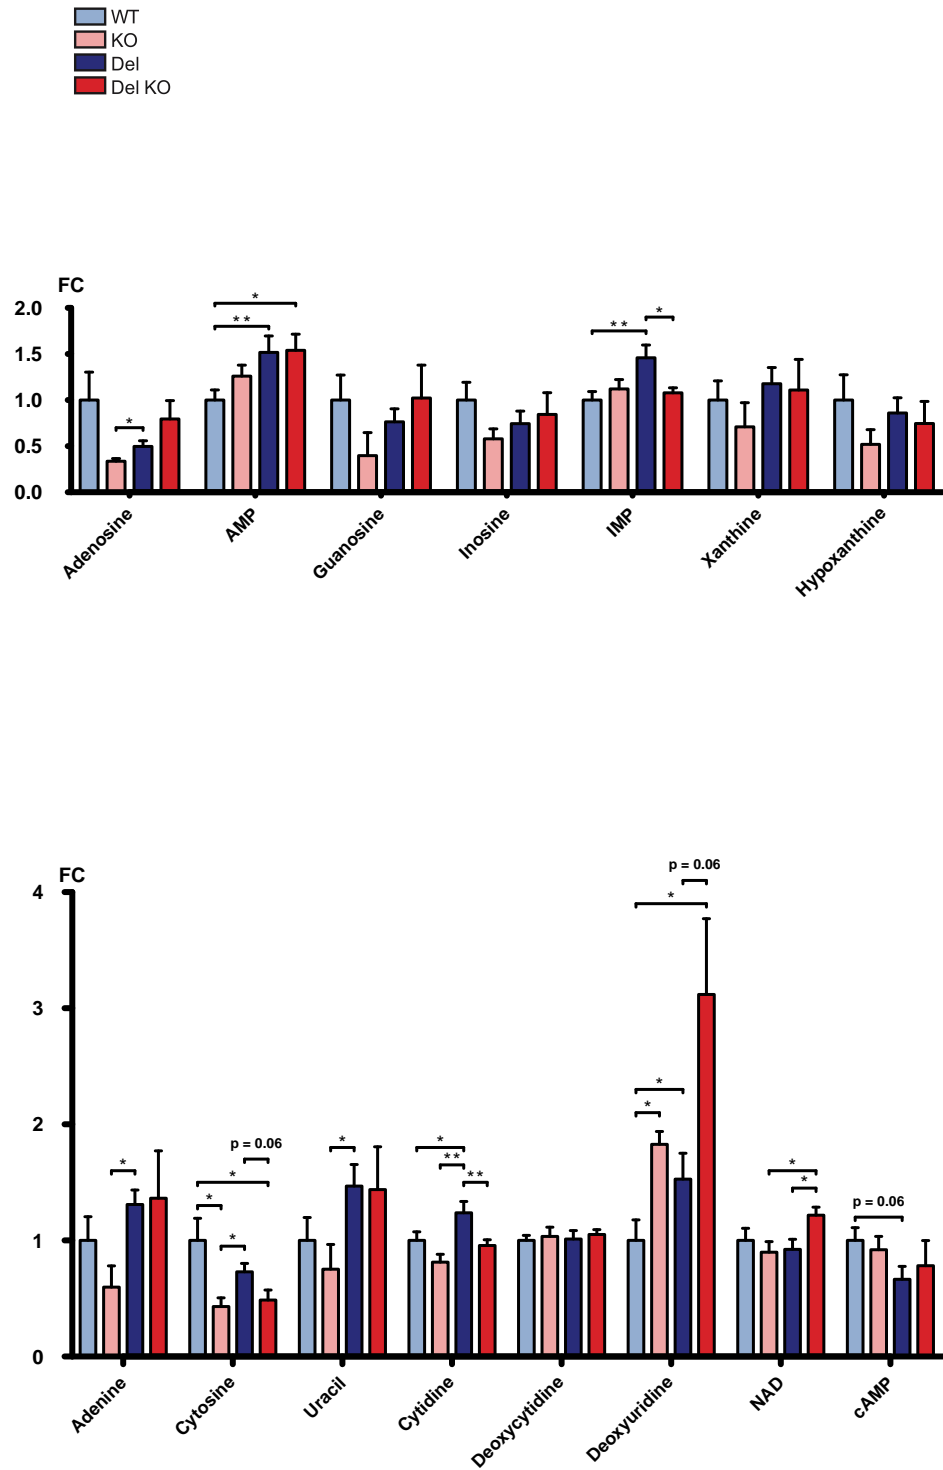 WT
KO
Del
Del KO
FC
2.0
1.5
1.0
0.5
0.0
*
* *
*
* *
*
Adenosine
AMP
Guanosine
Inosine
IMP
Xanthine
Hypoxanthine
FC
4
3
2
1
0
p = 0.06
*
*
*
p = 0.06
*
*
*
*
*
*
**
**
*
*
p = 0.06
Adenine
Cytosine
Uracil
Cytidine
Deoxycytidine
Deoxyuridine
NAD
cAMP